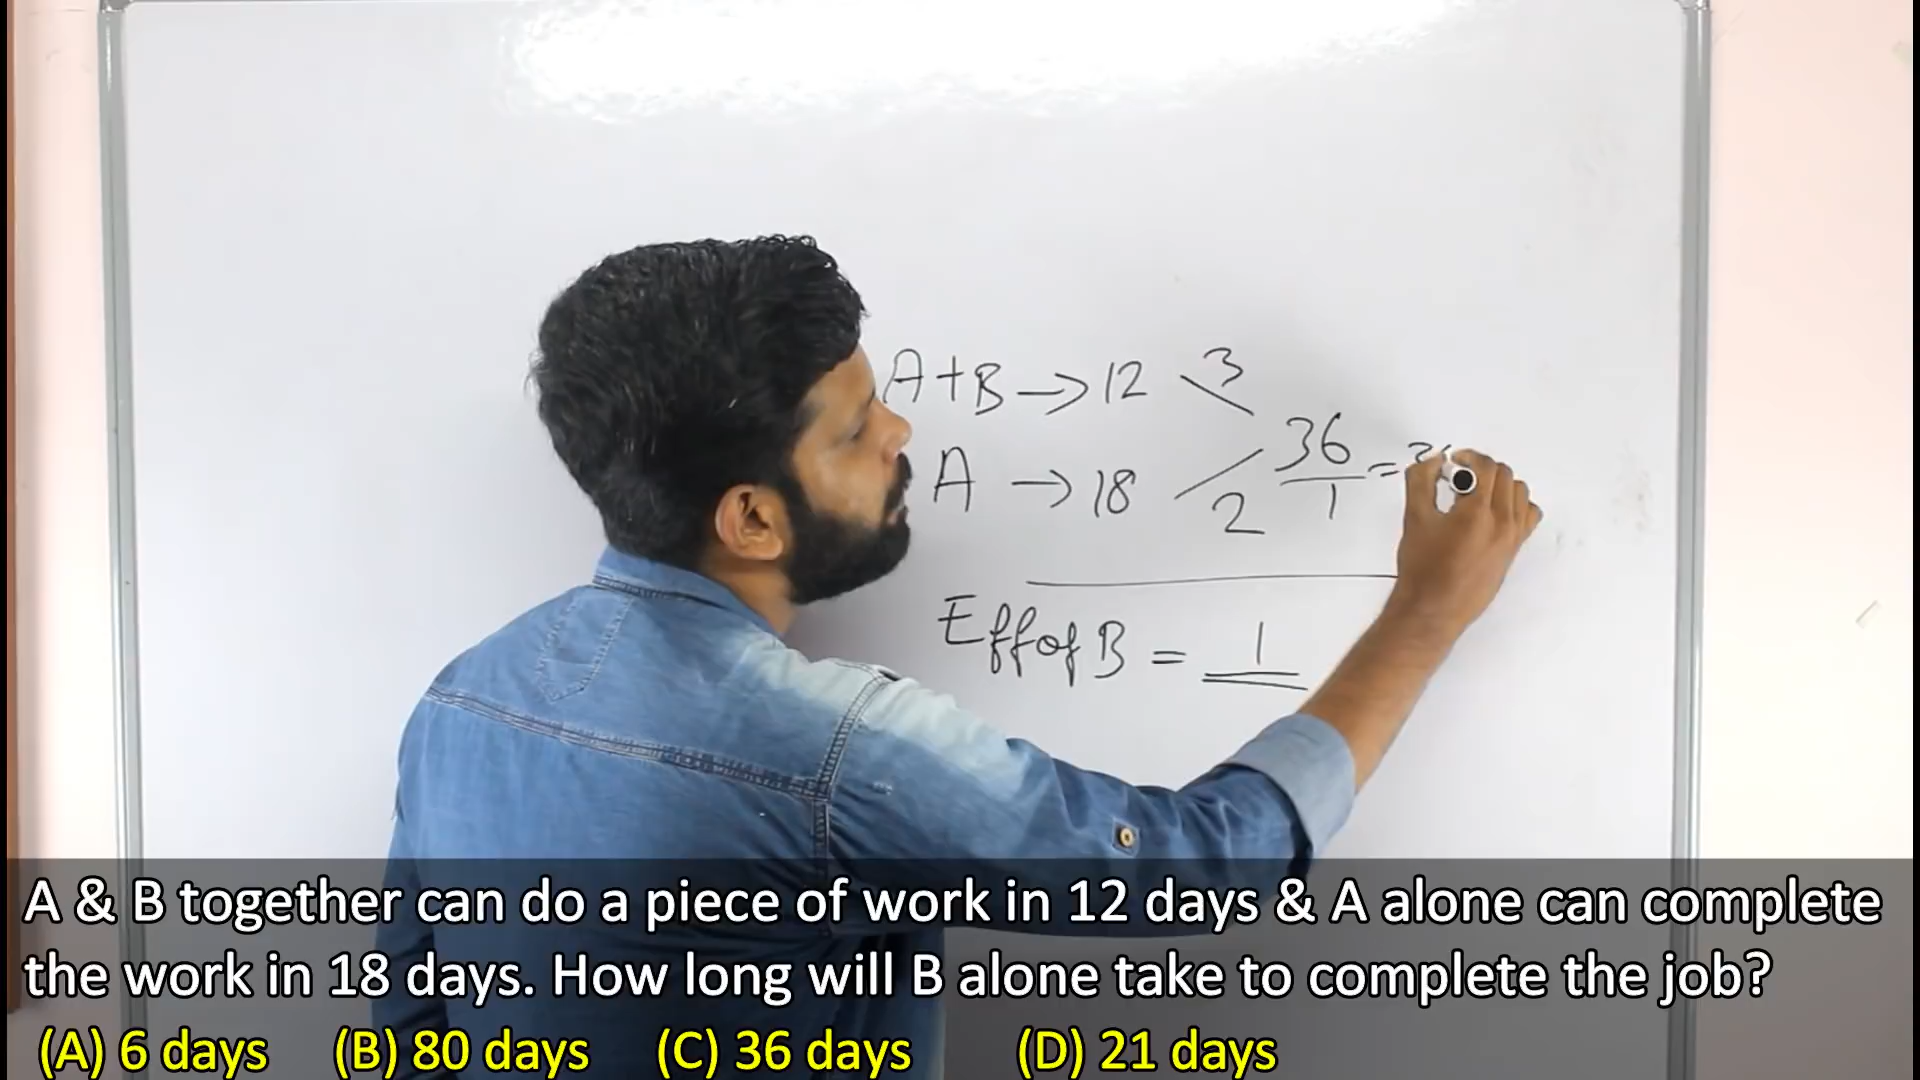 A+B → 12 3
36
A → 18 2 1 =
Eff of B = 1
A & B together can do a piece of work in 12 days & A alone can complete
the work in 18 days. How long will B alone take to complete the job?
(A) 6 days (B) 80 days (C) 36 days (D) 21 days